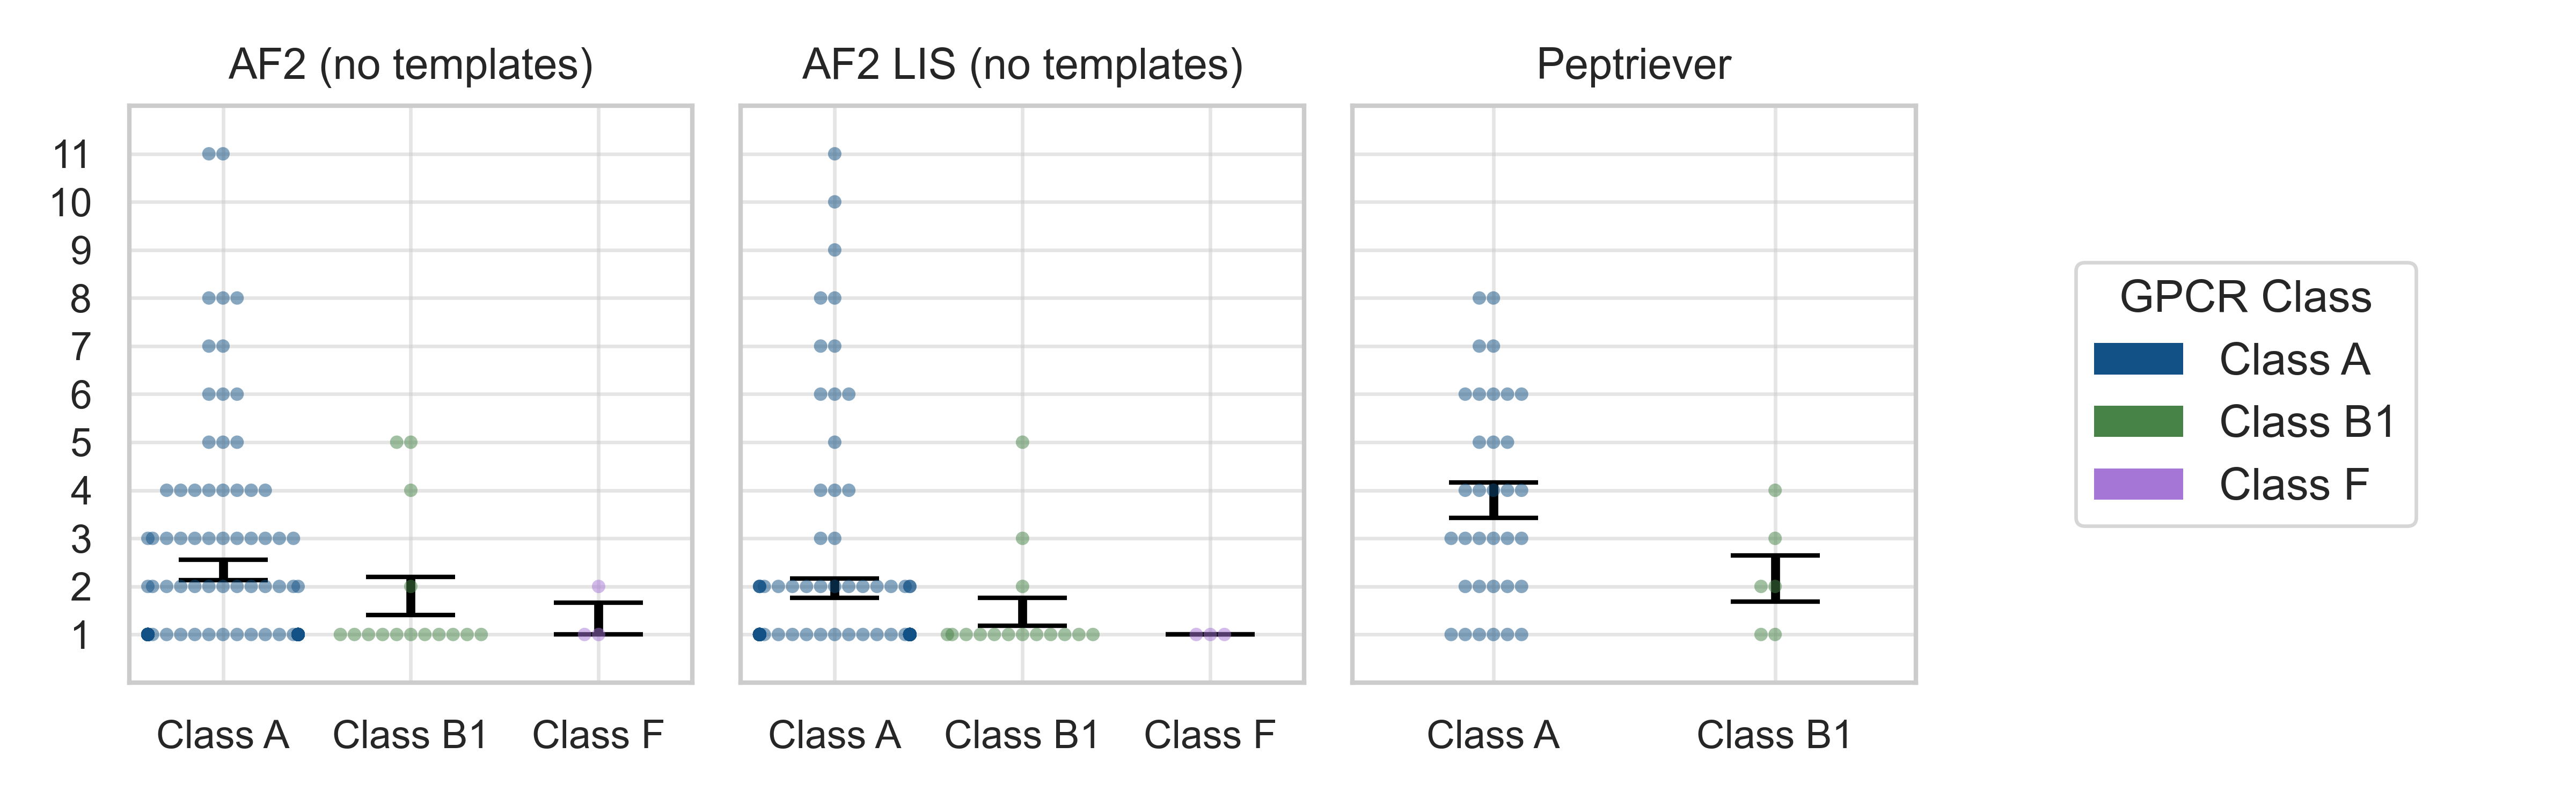 AF2 (no templates)
AF2 LIS (no templates)
Peptriever
11
10
9
8
7
6
5
4
3
2
1
Class A
Class B1
Class F
Class A
Class B1
Class F
Class A
Class B1
GPCR Class
Class A
Class B1
Class F